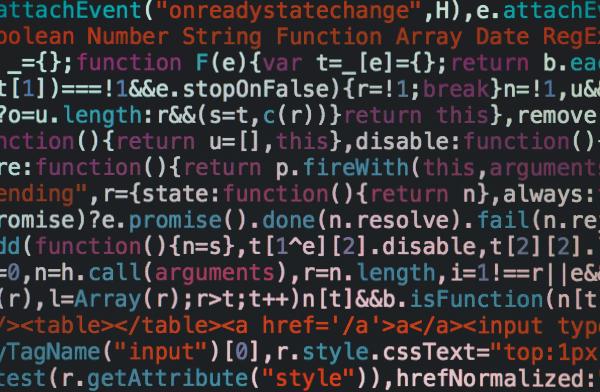 attachEvent("onreadystatechange",H),e.attachE
oolean Number String Function Array Date RegE
_={};function F(e){var t=_[e]={};return b.ea
t[1])===!1&&e.stopOnFalse){r=!1;break}n=!1,u&
?o=u.length:r&&(s=t,c(r))}return this},remove
nction(){return u=[],this},disable:function()
re:function(){return p.fireWith(this,arguments
ending",r={state:function(){return n},always:
romise)?e.promise().done(n.resolve).fail(n.re
dd(function(){n=s},t[1^e][2].disable,t[2][2].
=0,n=h.call(arguments),r=n.length,i=1!==r||e&
(r),l=Array(r);r>t;t++)n[t]&&b.isFunction(n[t
/><table></table><a href='/a'>a</a><input typ
yTagName("input")[0],r.style.cssText="top:1px
test(r.getAttribute("style")),hrefNormalized: